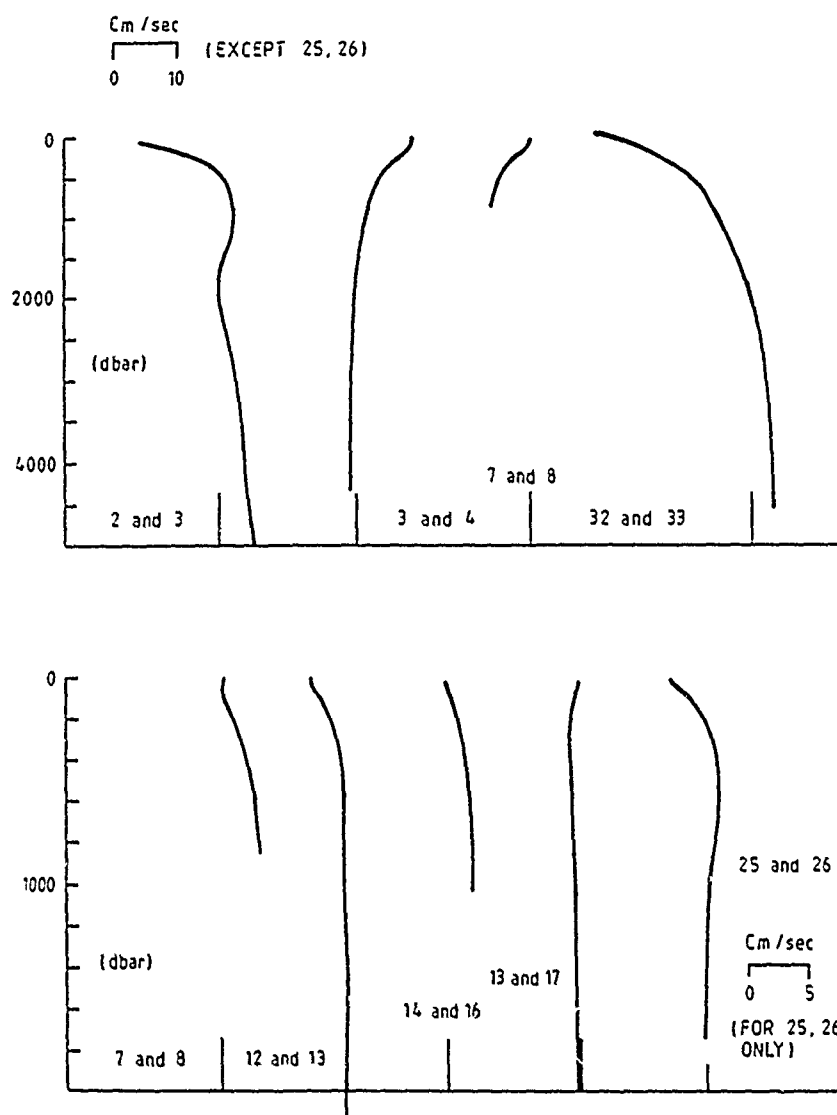 Cm/sec
(EXCEPT 25, 26)
0 10
0
2000
(dbar)
4000
7 and 8
2 and 3
3 and 4
32 and 33
0
1000
25 and 26
Cm/sec
(dbar)
13 and 17
0 5
14 and 16
(FOR 25, 26
ONLY)
7 and 8
12 and 13